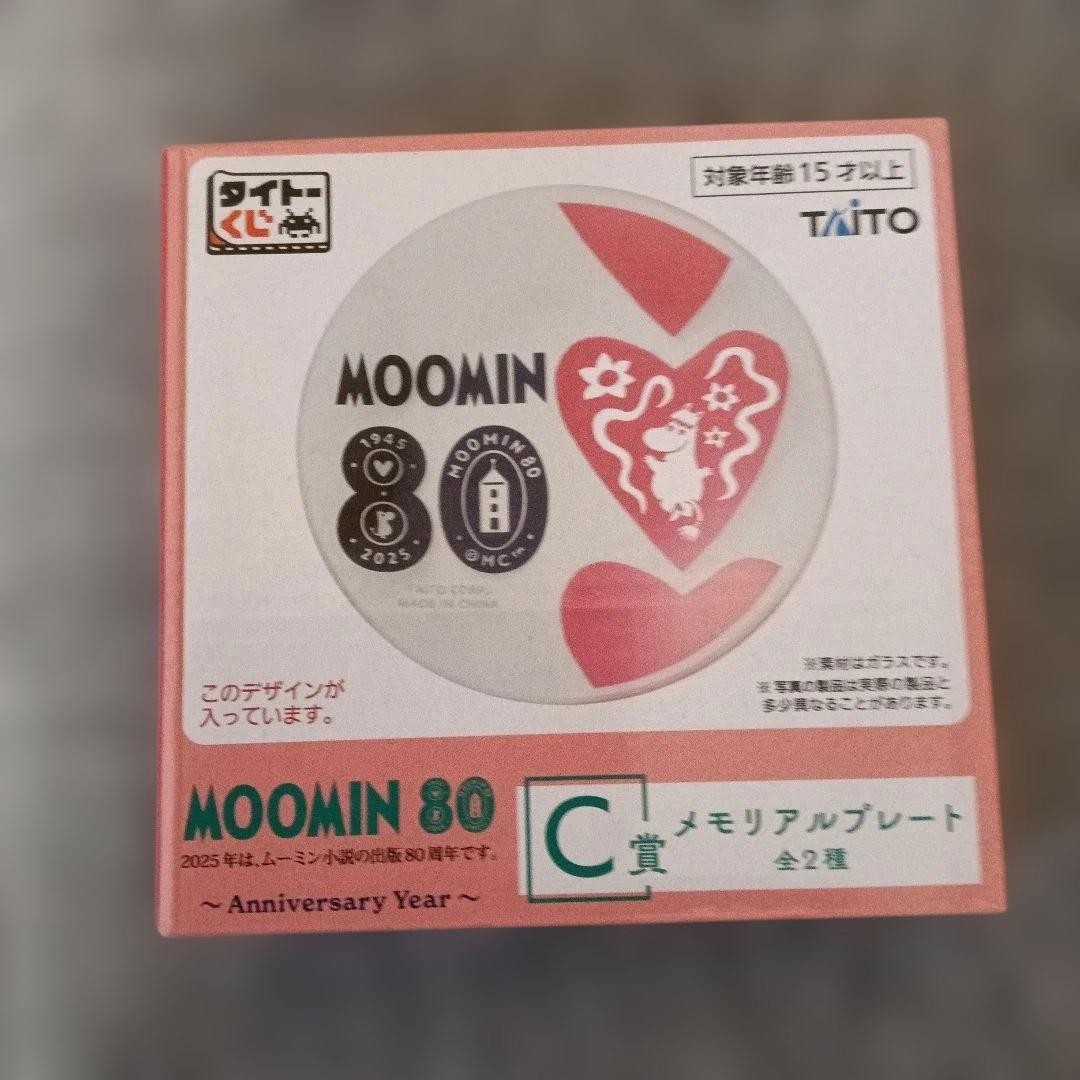 タイトー
くじ
対象年齢15才以上
TAITO
MOOMIN
1945
2025
MOOMIN 80
©MC™
TAITO CORP.
MADE IN CHINA
※素材はガラスです。
※写真の製品は実際の製品と
多少異なることがあります。
このデザインが
入っています。
MOOMIN 80
2025年は、ムーミン小説の出版80周年です。
～Anniversary Year～
C賞
メモリアルプレート
全2種